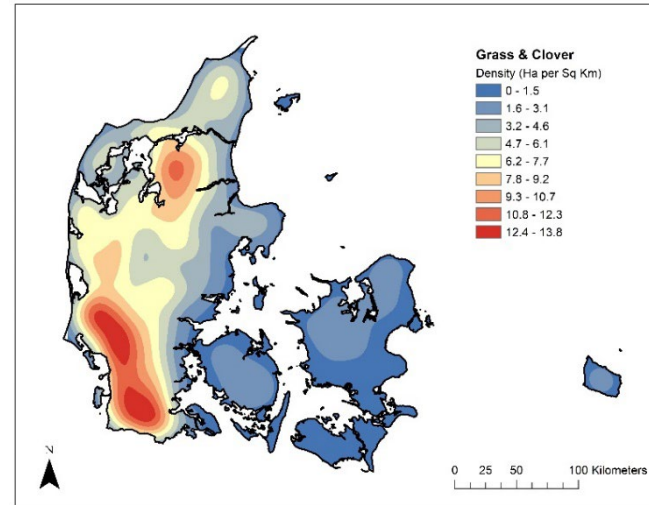 Grass & Clover
Density (Ha per Sq Km)
0 - 1.5
1.6 - 3.1
3.2 - 4.6
4.7 - 6.1
6.2 - 7.7
7.8 - 9.2
9.3 - 10.7
10.8 - 12.3
12.4 - 13.8
N
0 25 50 100 Kilometers